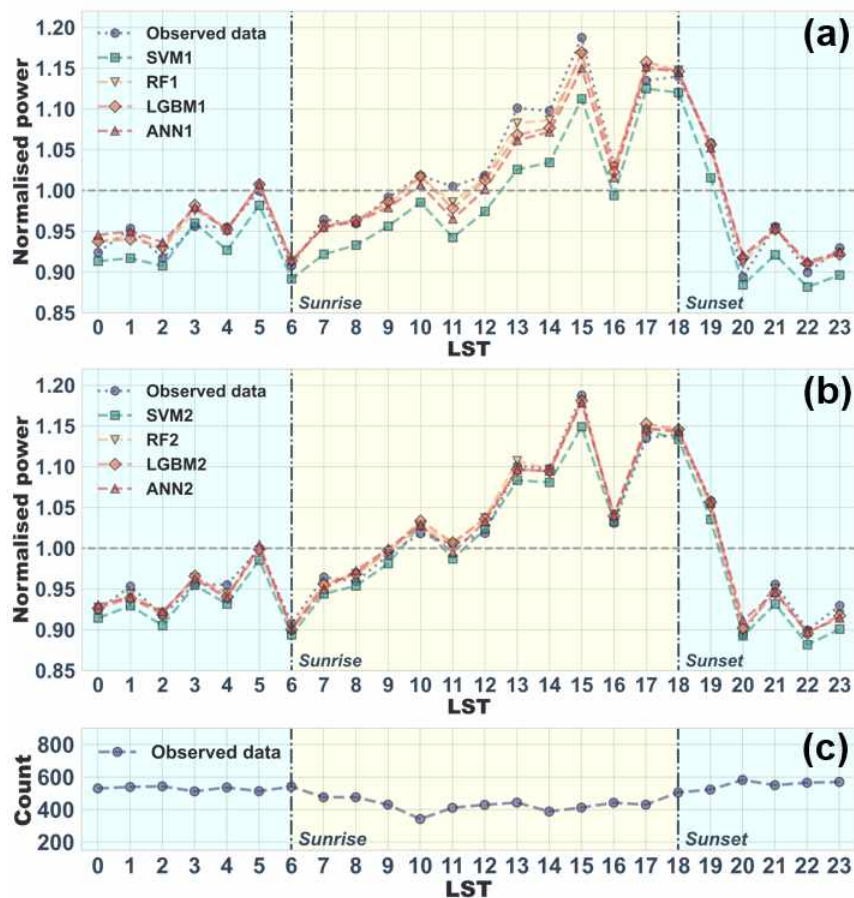 (a)
Normalised power
1.20
1.15
1.10
1.05
1.00
0.95
0.90
0.85
Observed data
SVM1
RF1
LGBM1
ANN1
Sunrise
Sunset
0 1 2 3 4 5 6 7 8 9 10 11 12 13 14 15 16 17 18 19 20 21 22 23
LST
(b)
Normalised power
1.20
1.15
1.10
1.05
1.00
0.95
0.90
0.85
Observed data
SVM2
RF2
LGBM2
ANN2
Sunrise
Sunset
0 1 2 3 4 5 6 7 8 9 10 11 12 13 14 15 16 17 18 19 20 21 22 23
LST
(c)
Count
800
600
400
200
Observed data
Sunrise
Sunset
0 1 2 3 4 5 6 7 8 9 10 11 12 13 14 15 16 17 18 19 20 21 22 23
LST